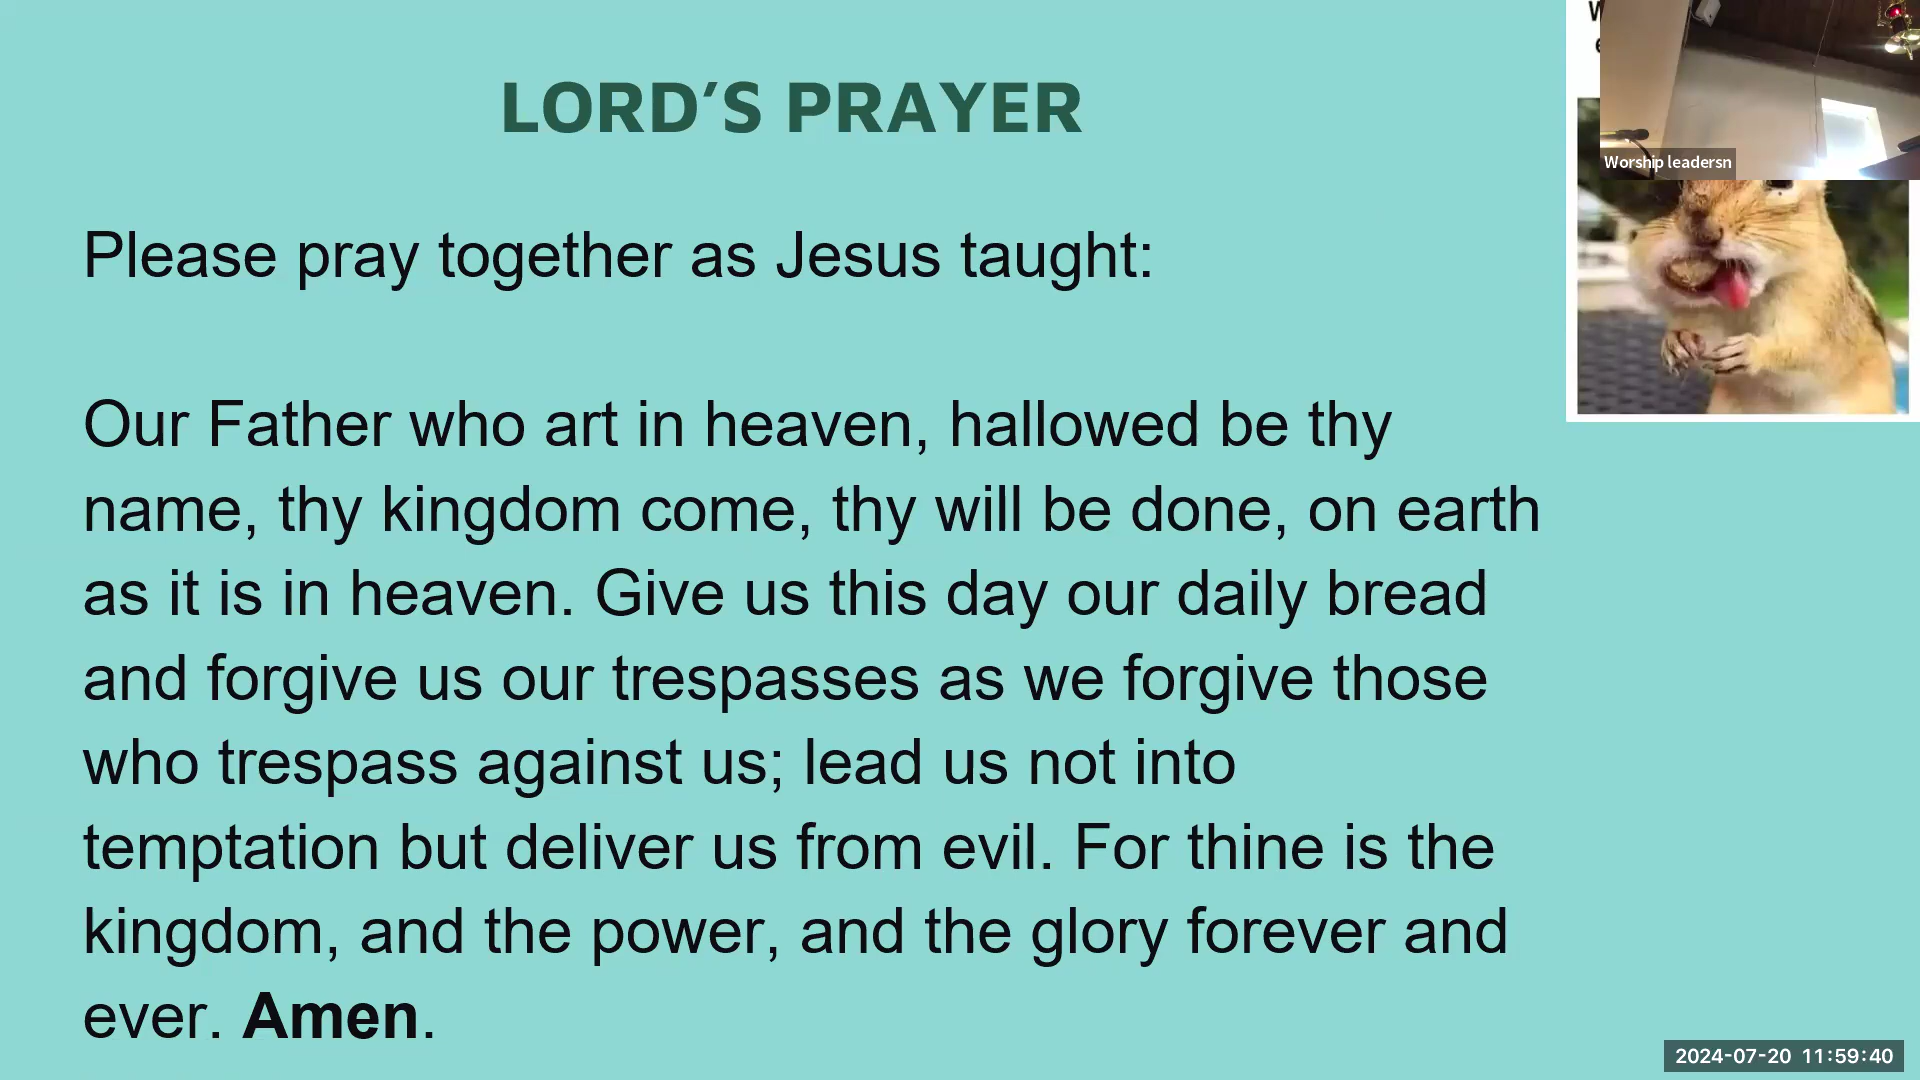 LORD’S PRAYER
Please pray together as Jesus taught:
Our Father who art in heaven, hallowed be thy
name, thy kingdom come, thy will be done, on earth
as it is in heaven. Give us this day our daily bread
and forgive us our trespasses as we forgive those
who trespass against us; lead us not into
temptation but deliver us from evil. For thine is the
kingdom, and the power, and the glory forever and
ever. Amen.
Worship leadersn
2024-07-20 11:59:40